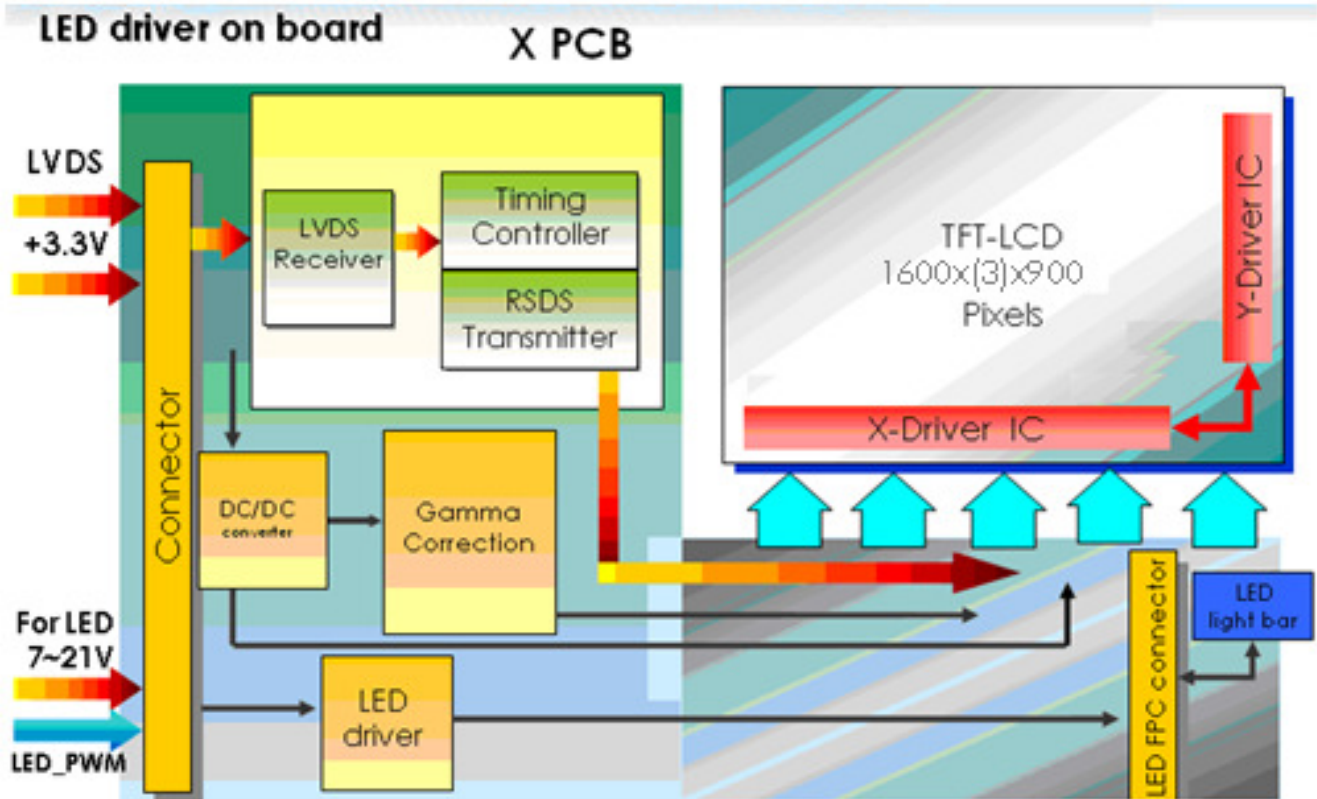 LED driver on board
X PCB
LVDS
+3.3V
For LED
7~21V
LED_PWM
Connector
LVDS
Receiver
Timing
Controller
RSDS
Transmitter
DC/DC
converter
Gamma
Correction
LED
driver
TFT-LCD
1600x(3)x900
Pixels
Y-Driver IC
X-Driver IC
LED FPC connector
LED
light bar